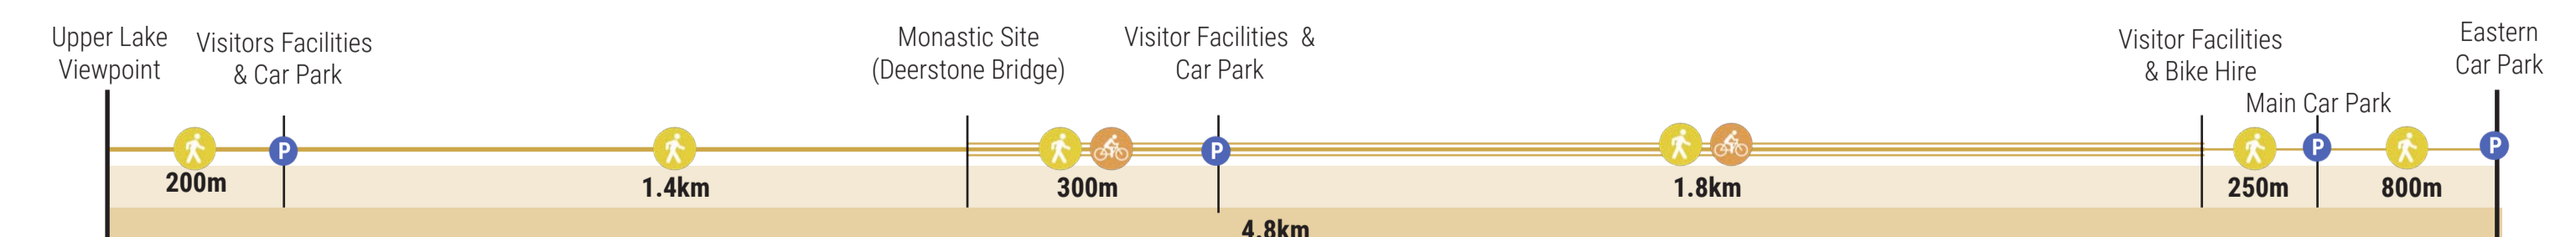 Upper Lake
Viewpoint
Visitors Facilities
& Car Park
Monastic Site
(Deerstone Bridge)
Visitor Facilities &
Car Park
Visitor Facilities
& Bike Hire
Main Car Park
Eastern
Car Park
P
P
P
P
200m
1.4km
300m
1.8km
250m
800m
4.8km